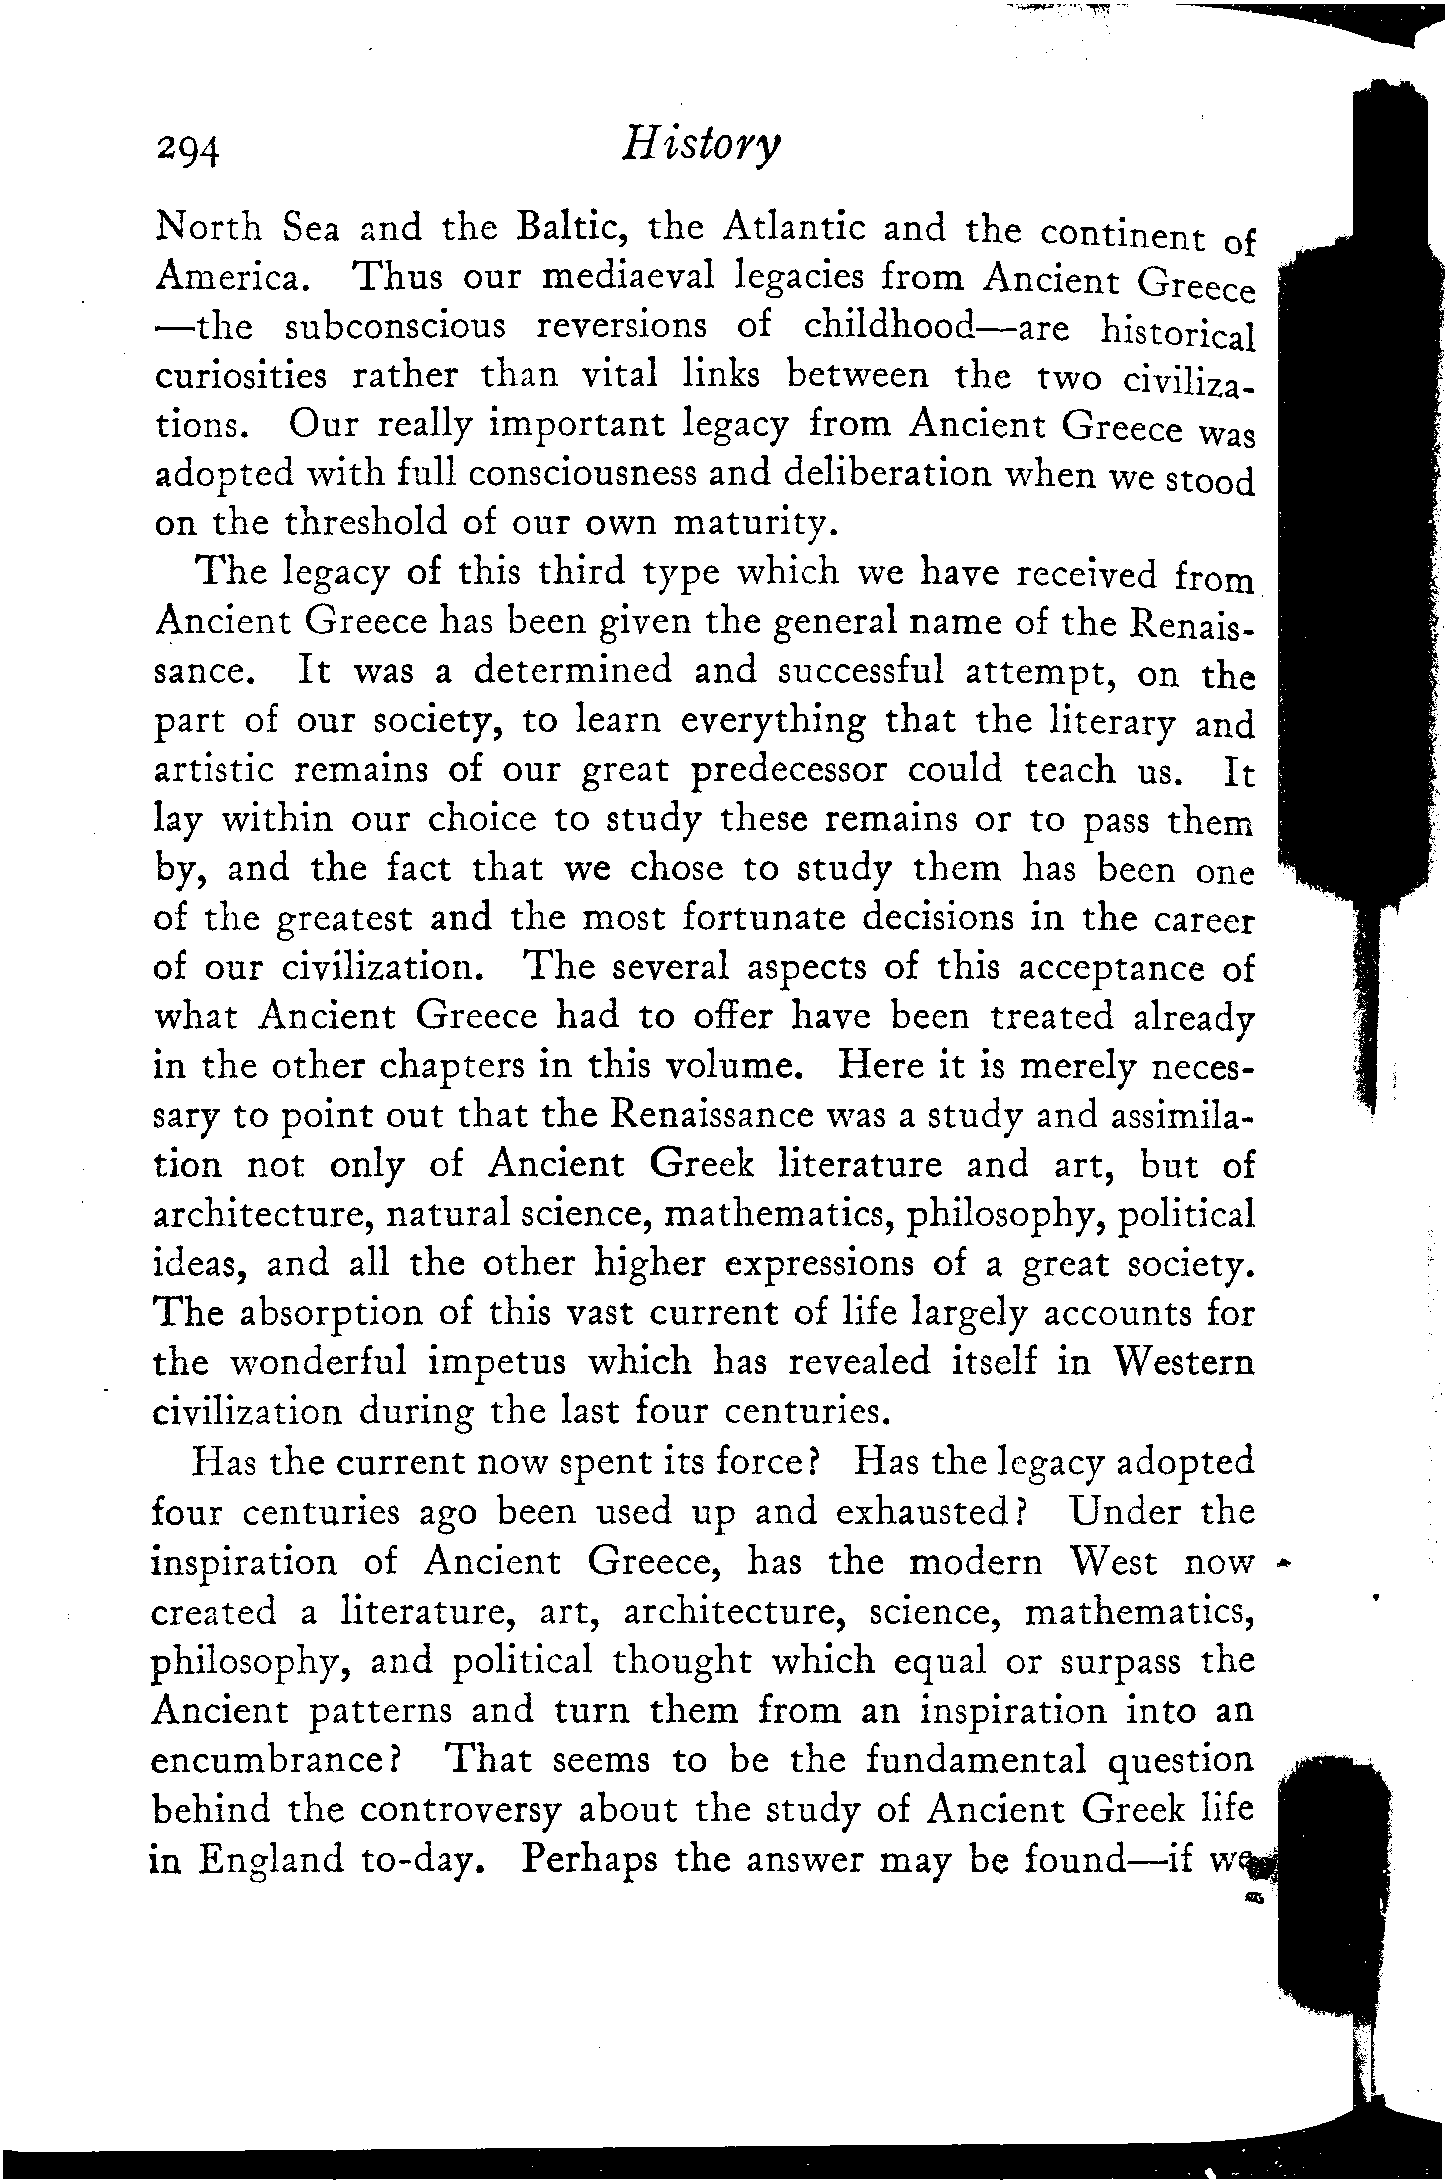 294 History
North Sea and the Baltic, the Atlantic and the continent of
America. Thus our mediaeval legacies from Ancient Greece
—the subconscious reversions of childhood—are historical
curiosities rather than vital links between the two civiliza-
tions. Our really important legacy from Ancient Greece was
adopted with full consciousness and deliberation when we stood
on the threshold of our own maturity.
The legacy of this third type which we have received from
Ancient Greece has been given the general name of the Renais-
sance. It was a determined and successful attempt, on the
part of our society, to learn everything that the literary and
artistic remains of our great predecessor could teach us. It
lay within our choice to study these remains or to pass them
by, and the fact that we chose to study them has been one
of the greatest and the most fortunate decisions in the career
of our civilization. The several aspects of this acceptance of
what Ancient Greece had to offer have been treated already
in the other chapters in this volume. Here it is merely neces-
sary to point out that the Renaissance was a study and assimila-
tion not only of Ancient Greek literature and art, but of
architecture, natural science, mathematics, philosophy, political
ideas, and all the other higher expressions of a great society.
The absorption of this vast current of life largely accounts for
the wonderful impetus which has revealed itself in Western
civilization during the last four centuries.
Has the current now spent its force? Has the legacy adopted
four centuries ago been used up and exhausted? Under the
inspiration of Ancient Greece, has the modern West now
created a literature, art, architecture, science, mathematics,
philosophy, and political thought which equal or surpass the
Ancient patterns and turn them from an inspiration into an
encumbrance? That seems to be the fundamental question
behind the controversy about the study of Ancient Greek life
in England to-day. Perhaps the answer may be found—if we